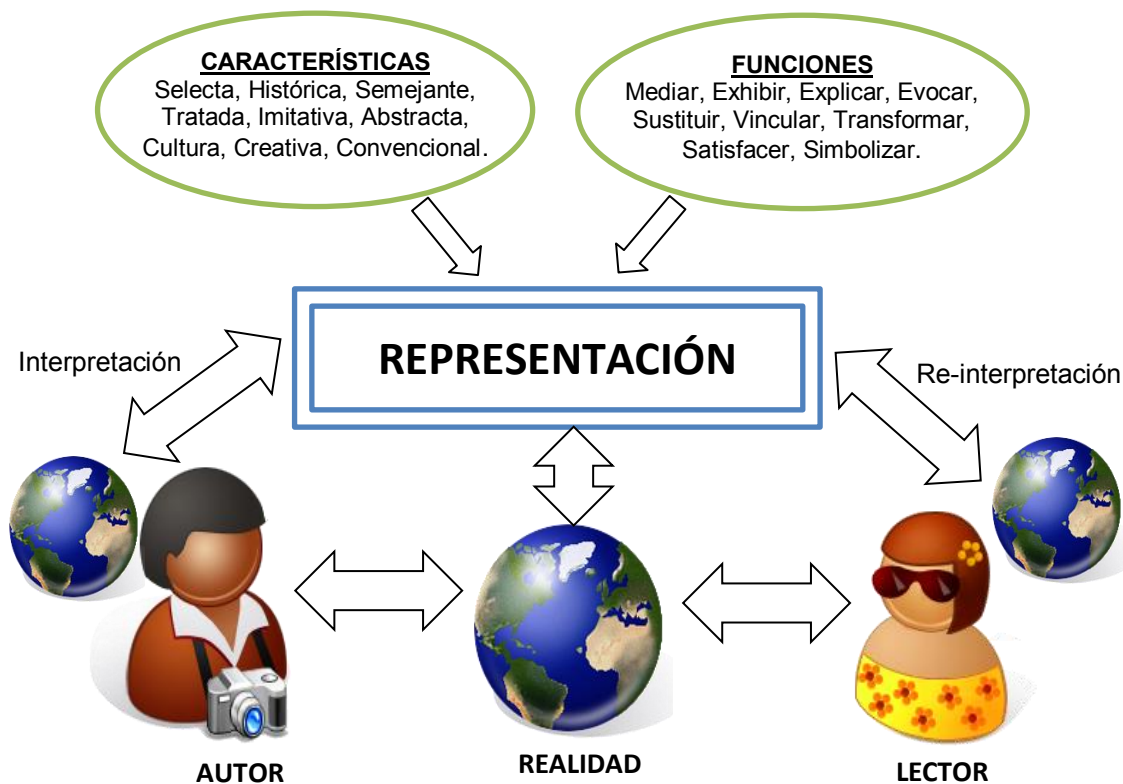 CARACTERÍSTICAS
Selecta, Histórica, Semejante,
Tratada, Imitativa, Abstracta,
Cultura, Creativa, Convencional.
FUNCIONES
Mediar, Exhibir, Explicar, Evocar,
Sustituir, Vincular, Transformar,
Satisfacer, Simbolizar.
REPRESENTACIÓN
Interpretación
Re-interpretación
AUTOR
REALIDAD
LECTOR